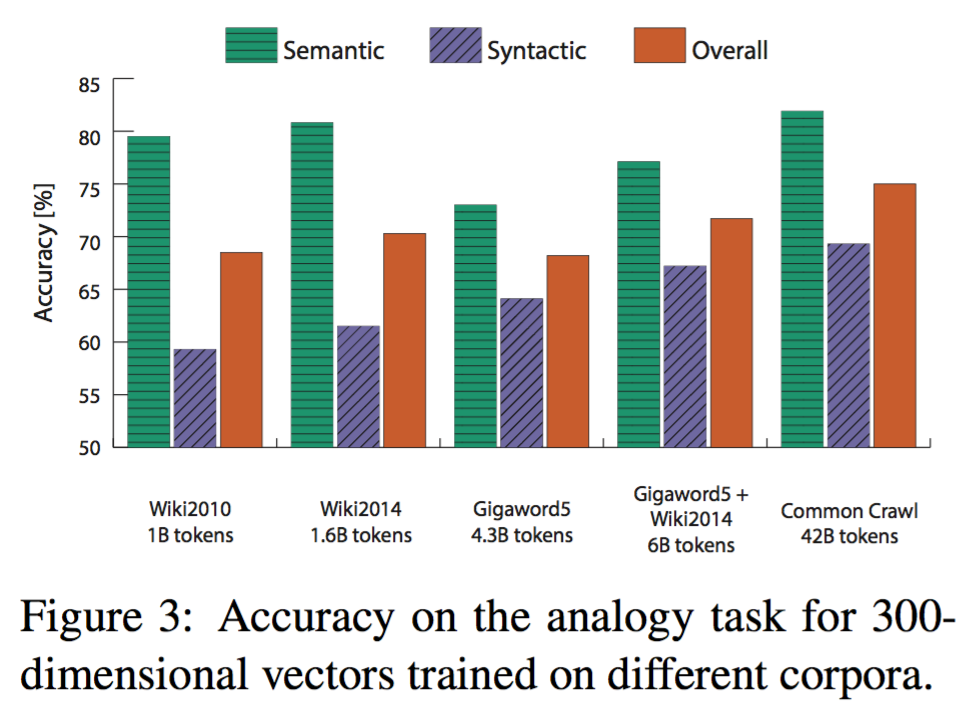 Semantic Syntactic Overall
85
80
75
70
65
60
55
50
Accuracy [%]
Wiki2010
1B tokens
Wiki2014
1.6B tokens
Gigaword5
4.3B tokens
Gigaword5 +
Wiki2014
6B tokens
Common Crawl
42B tokens
Figure 3: Accuracy on the analogy task for 300-
dimensional vectors trained on different corpora.